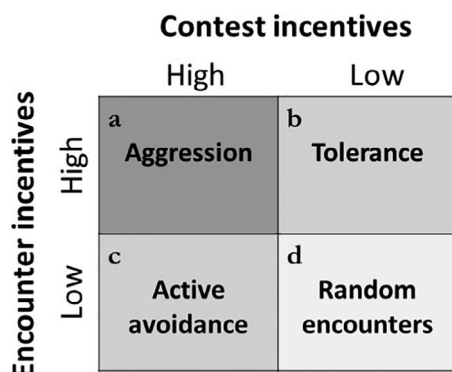 Contest incentives
High Low
Encounter incentives
High
a
Aggression
b
Tolerance
Low
c
Active
avoidance
d
Random
encounters